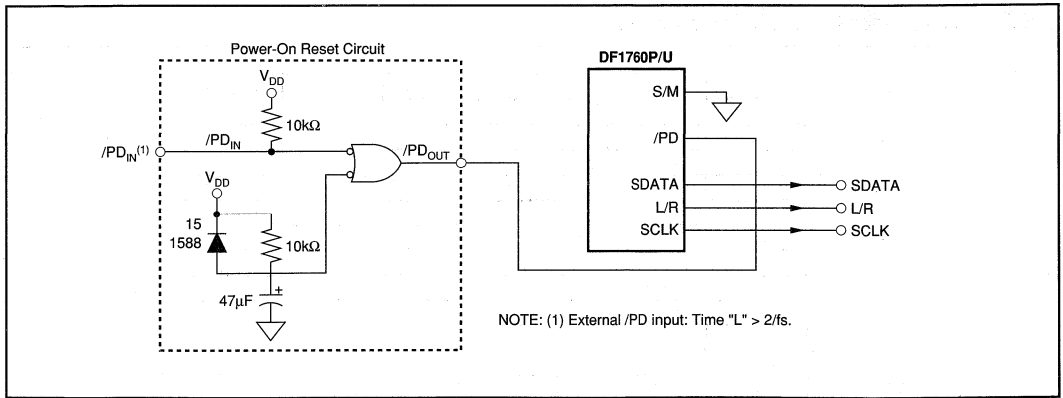 Power-On Reset Circuit
DF1760P/U
V_DD
10kΩ
S/M
/PD_IN(1)
/PD_IN
/PD_OUT
/PD
V_DD
15
1588
10kΩ
47µF
+
SDATA
SDATA
L/R
L/R
SCLK
SCLK
NOTE: (1) External /PD input: Time "L" > 2/fs.